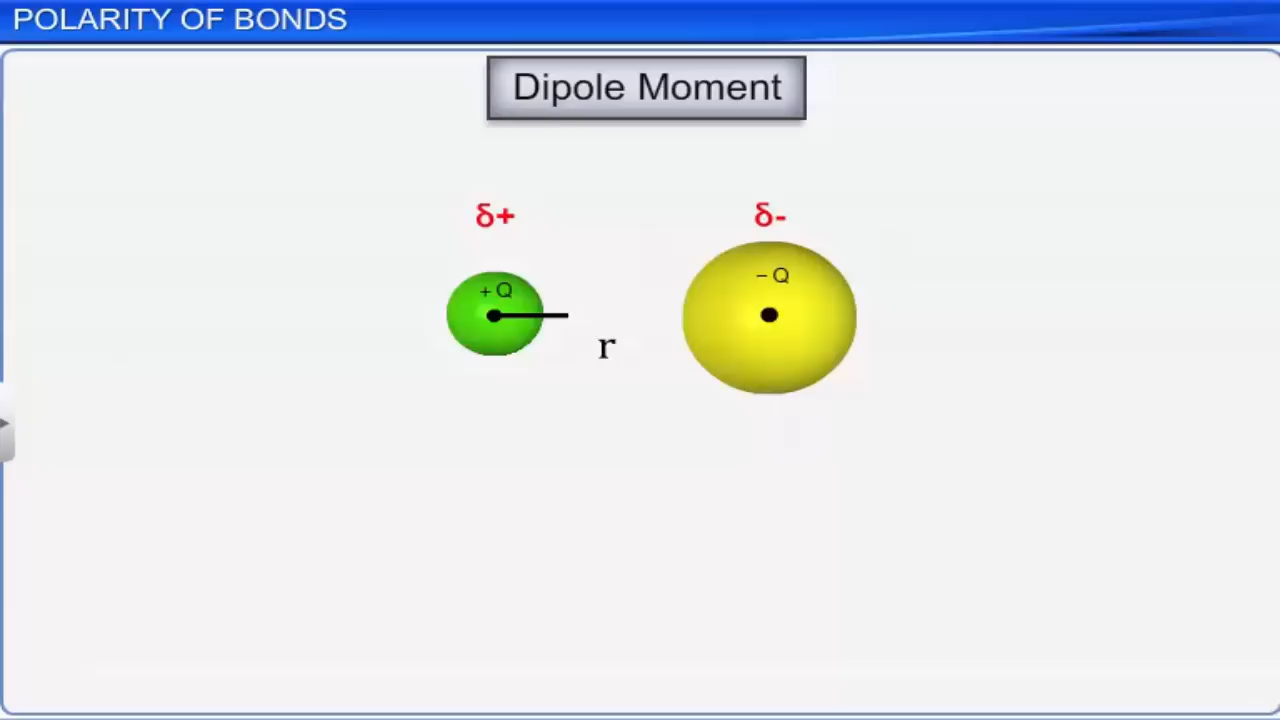 POLARITY OF BONDS
Dipole Moment
δ+ δ-
+ Q – Q
r